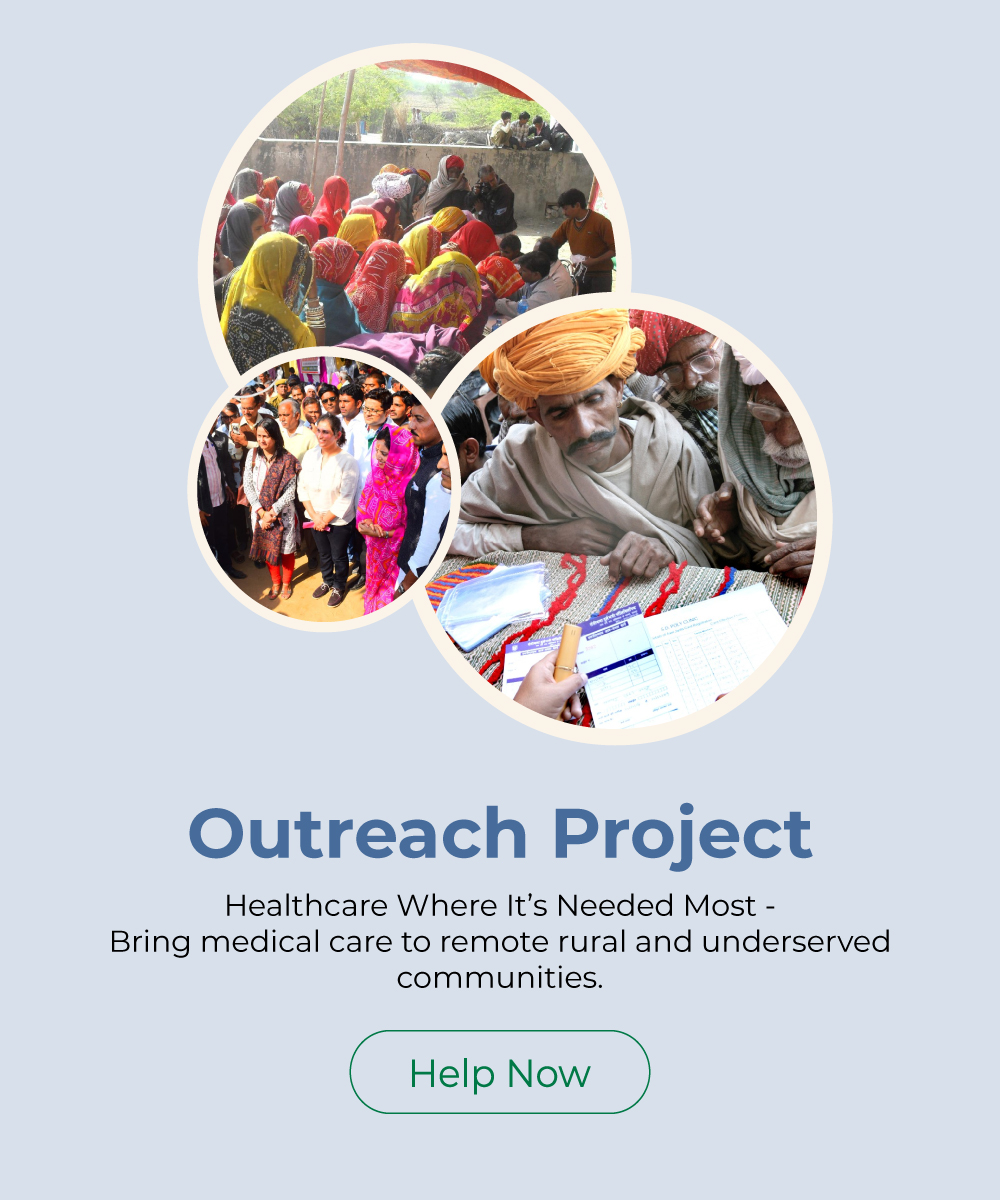 Outreach Project
Healthcare Where It’s Needed Most -
Bring medical care to remote rural and underserved
communities.
Help Now